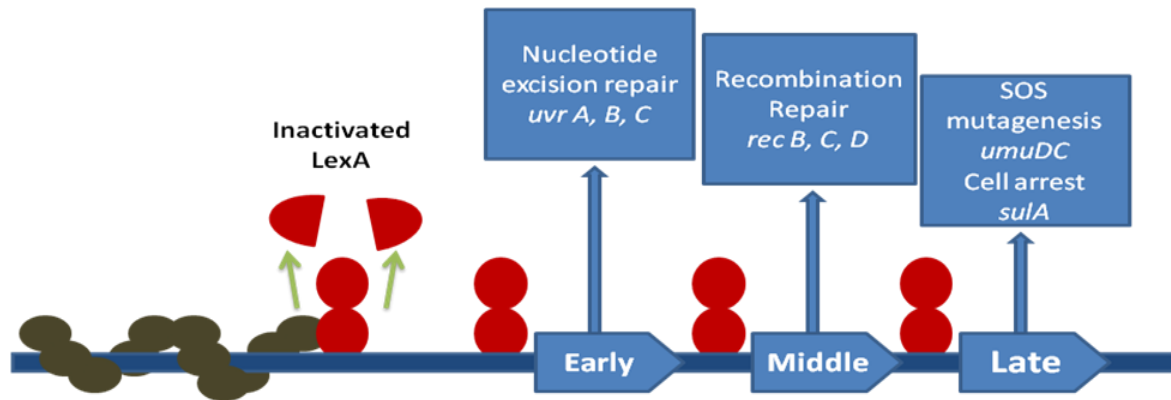 Inactivated
LexA
Nucleotide
excision repair
uvr A, B, C
Recombination
Repair
rec B, C, D
SOS
mutagenesis
umuDC
Cell arrest
sulA
Early
Middle
Late